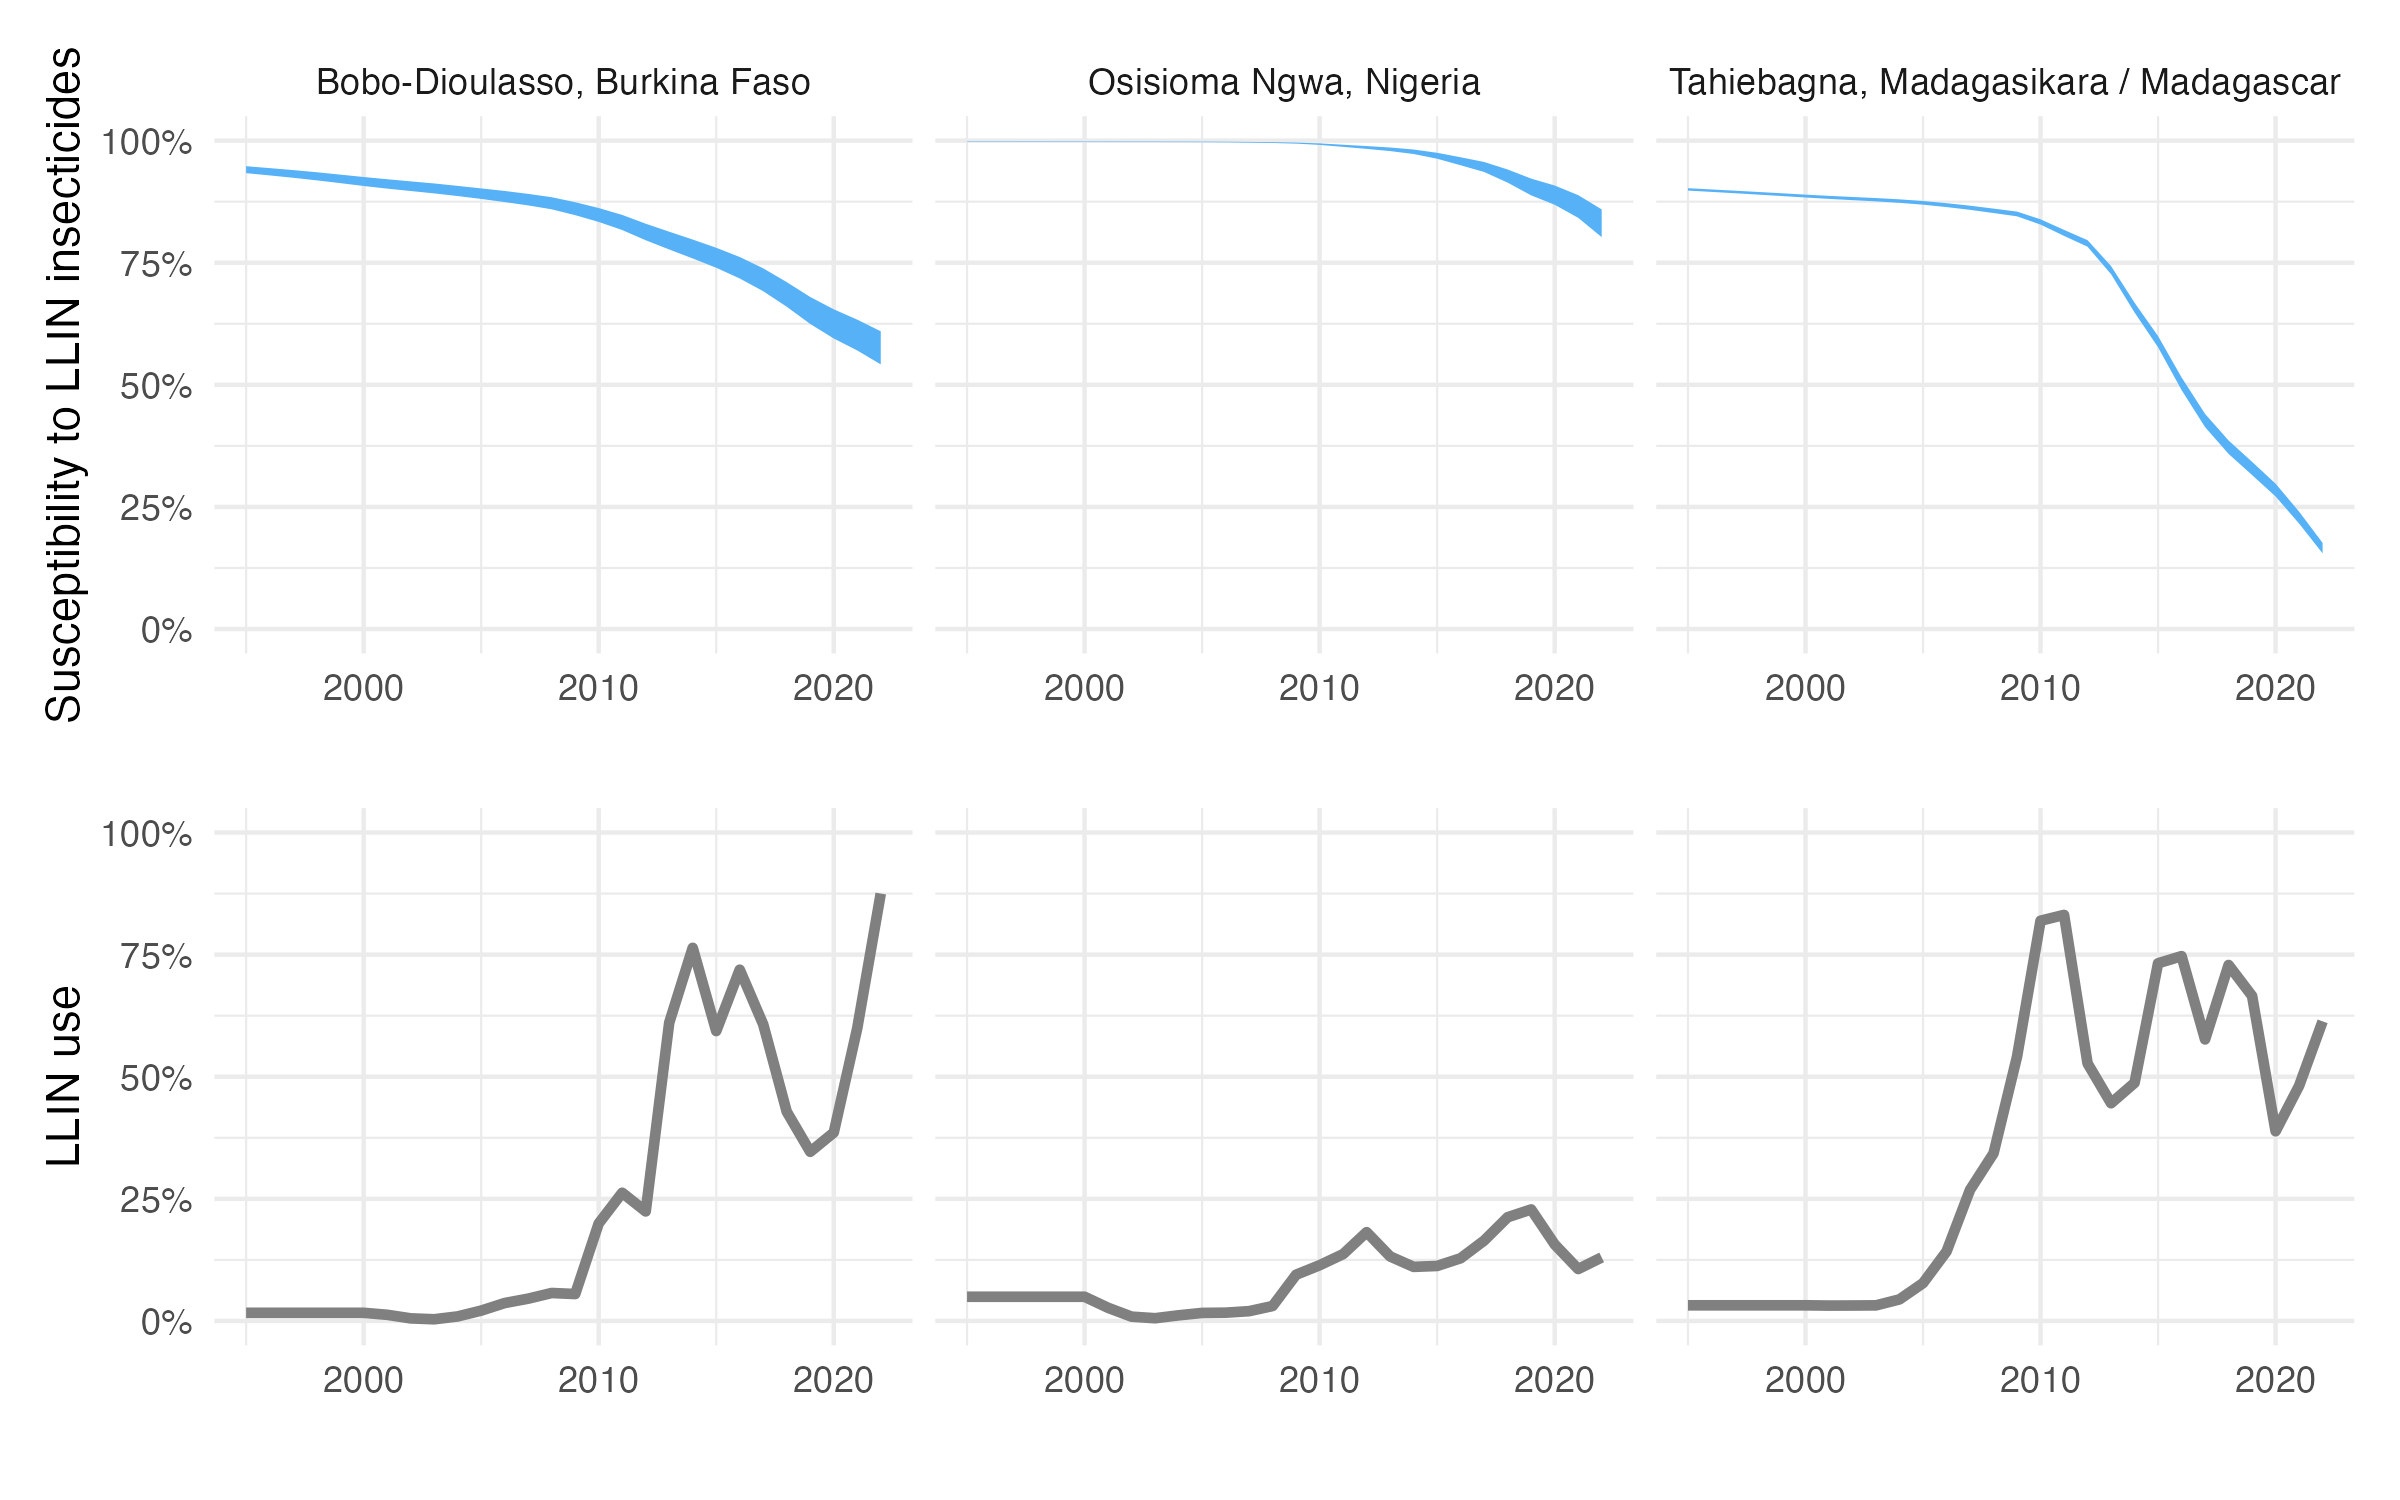 Bobo-Dioulasso, Burkina Faso
Osisioma Ngwa, Nigeria
Tahiebagna, Madagasikara / Madagascar
Susceptibility to LLIN insecticides
100%
75%
50%
25%
0%
2000 2010 2020
2000 2010 2020
2000 2010 2020
LLIN use
100%
75%
50%
25%
0%
2000 2010 2020
2000 2010 2020
2000 2010 2020